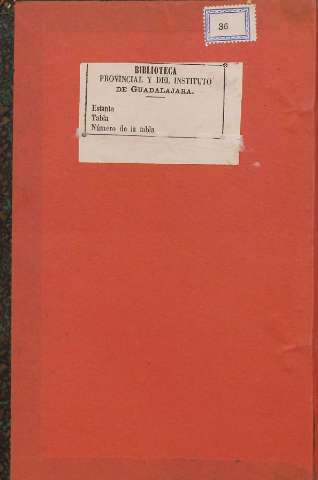 36
BIBLIOTECA
PROVINCIAL Y DEL INSTITUTO
DE GUADALAJARA.
Estante
Tabla
Número de la tabla